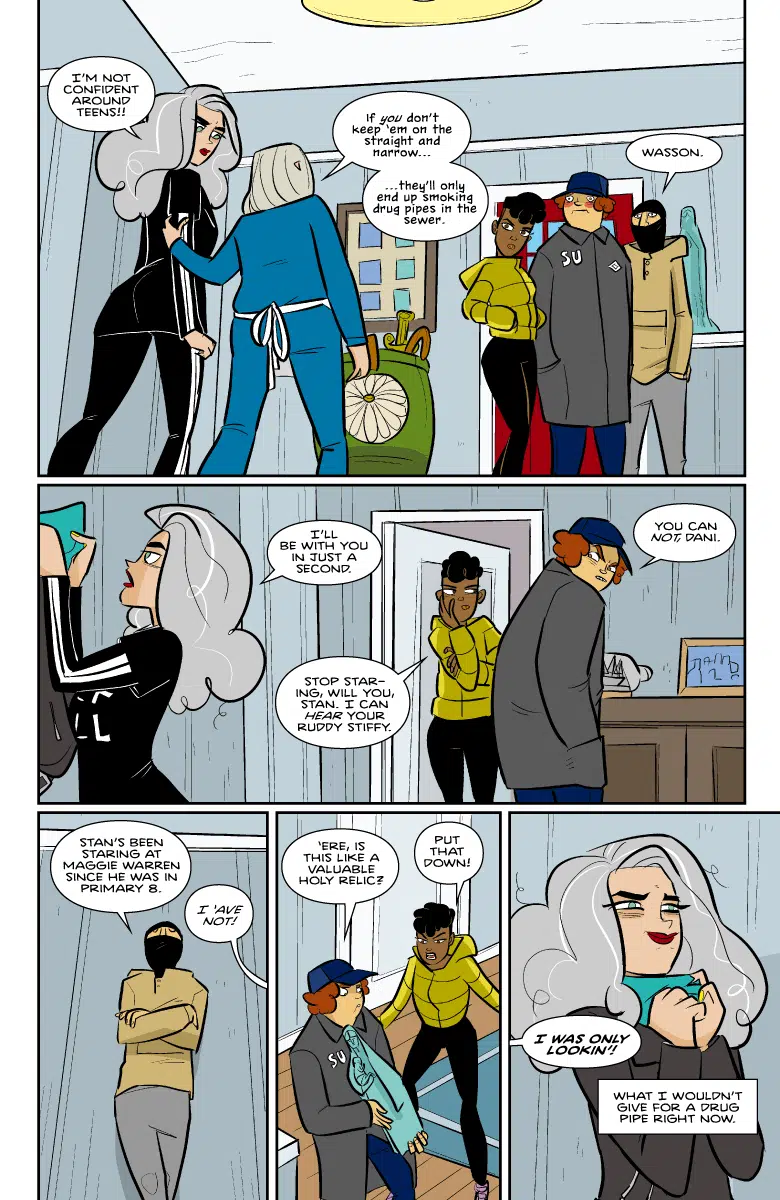 I'M NOT
CONFIDENT
AROUND
TEENS!!
If you don't
keep 'em on the
straight and
narrow...
...they'll only
end up smoking
drug pipes in the
sewer.
WASSON.
SU
I'LL
BE WITH YOU
IN JUST A
SECOND.
STOP STAR-
ING, WILL YOU,
STAN. I CAN
HEAR YOUR
RUDDY STIFFY.
YOU CAN
NOT, DANI.
STAN'S BEEN
STARING AT
MAGGIE WARREN
SINCE HE WAS IN
PRIMARY 8.
I 'AVE
NOT!
'ERE, IS
THIS LIKE A
VALUABLE
HOLY RELIC?
PUT
THAT
DOWN!
SU
I WAS ONLY
LOOKIN'!
WHAT I WOULDN'T
GIVE FOR A DRUG
PIPE RIGHT NOW.